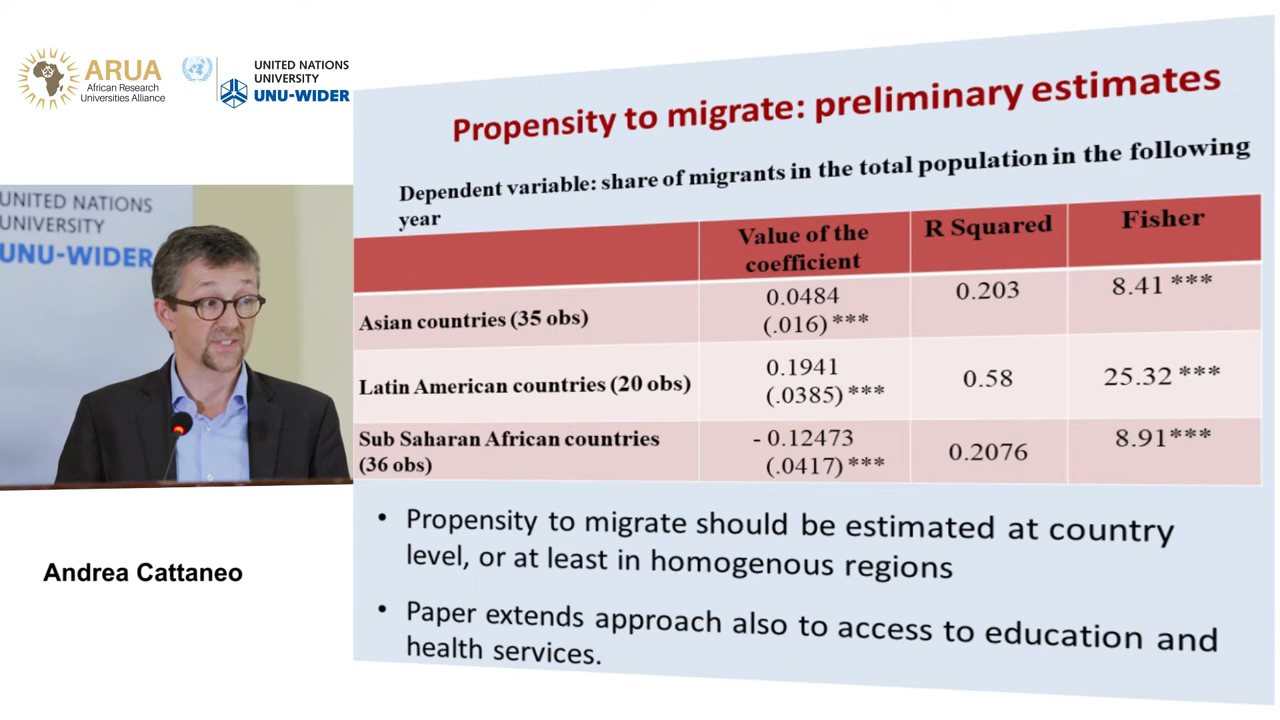 ARUA
African Research
Universities Alliance
UNITED NATIONS
UNIVERSITY
UNU-WIDER
UNITED NATIONS
UNIVERSITY
UNU-WIDER
Andrea Cattaneo
Propensity to migrate: preliminary estimates
Dependent variable: share of migrants in the total population in the following
year
Value of the
coefficient
R Squared
Fisher
Asian countries (35 obs)
0.0484
(.016) ***
0.203
8.41 ***
Latin American countries (20 obs)
0.1941
(.0385) ***
0.58
25.32 ***
Sub Saharan African countries
(36 obs)
- 0.12473
(.0417) ***
0.2076
8.91***
• Propensity to migrate should be estimated at country
level, or at least in homogenous regions
• Paper extends approach also to access to education and
health services.